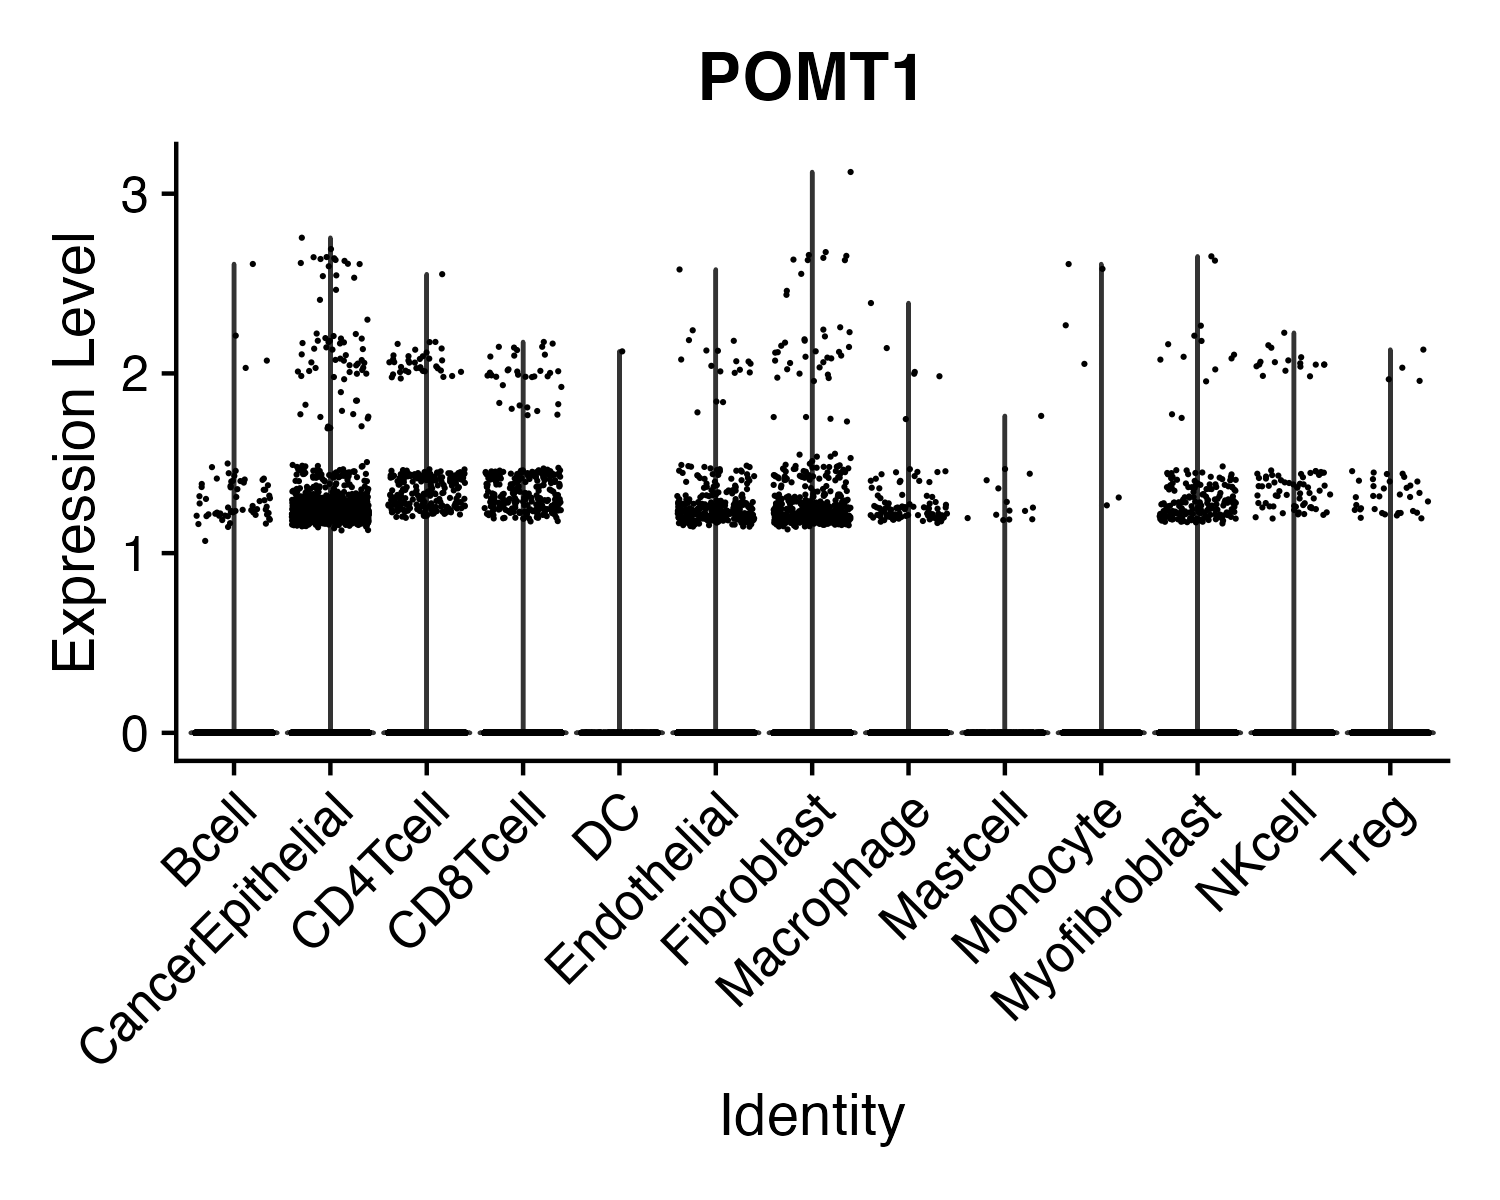 POMT1
Expression Level
3
2
1
0
Bcell
CancerEpithelial
CD4Tcell
CD8Tcell
DC
Endothelial
Fibroblast
Macrophage
Mastcell
Monocyte
Myofibroblast
NKcell
Treg
Identity